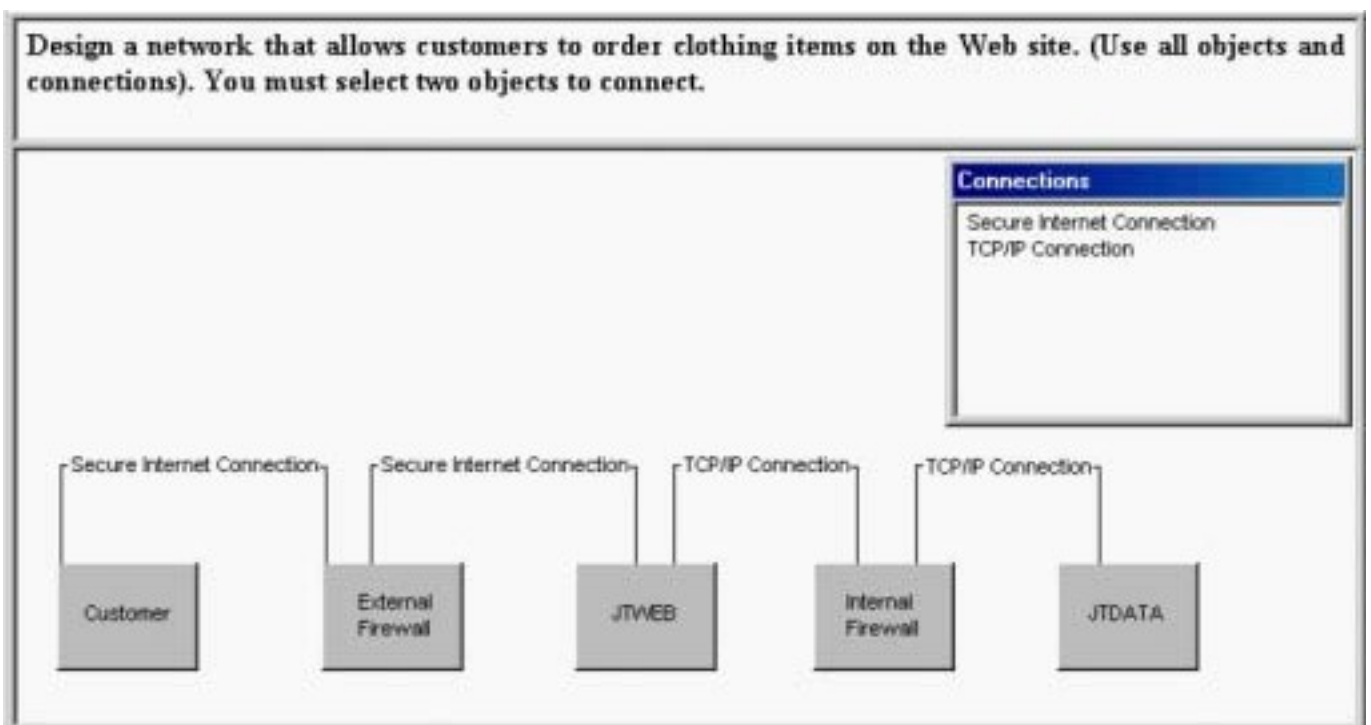 Design a network that allows customers to order clothing items on the Web site. (Use all objects and
connections). You must select two objects to connect.
Connections
Secure Internet Connection
TCP/IP Connection
Secure Internet Connection
Secure Internet Connection
TCP/IP Connection
TCP/IP Connection
Customer
External
Firewall
JTWEB
Internal
Firewall
JTDATA